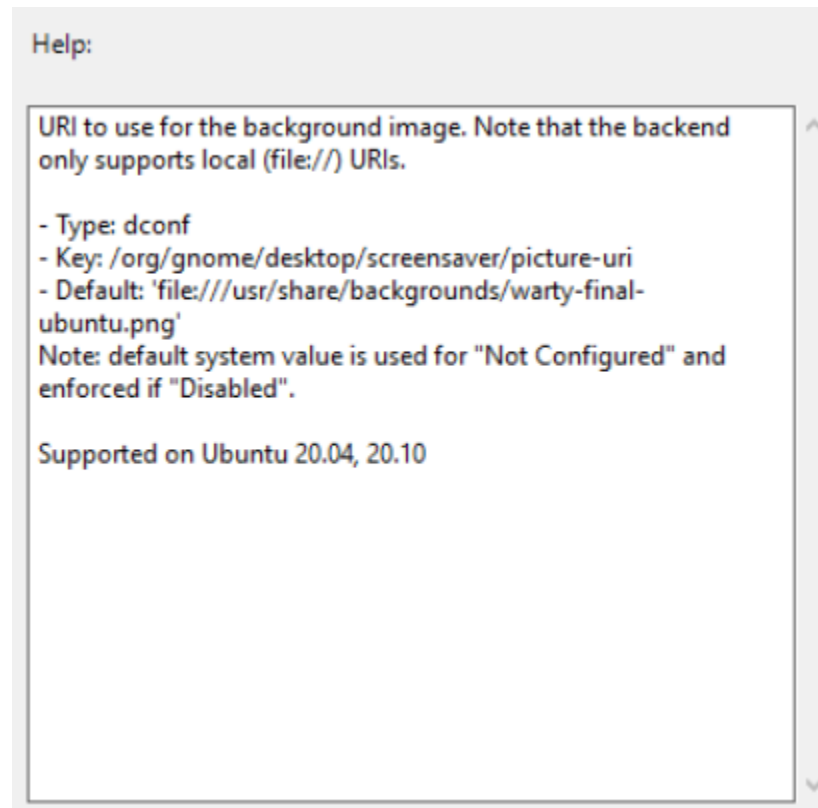 Help:
URI to use for the background image. Note that the backend
only supports local (file://) URIs.
- Type: dconf
- Key: /org/gnome/desktop/screensaver/picture-uri
- Default: 'file:///usr/share/backgrounds/warty-final-
ubuntu.png'
Note: default system value is used for "Not Configured" and
enforced if "Disabled".
Supported on Ubuntu 20.04, 20.10